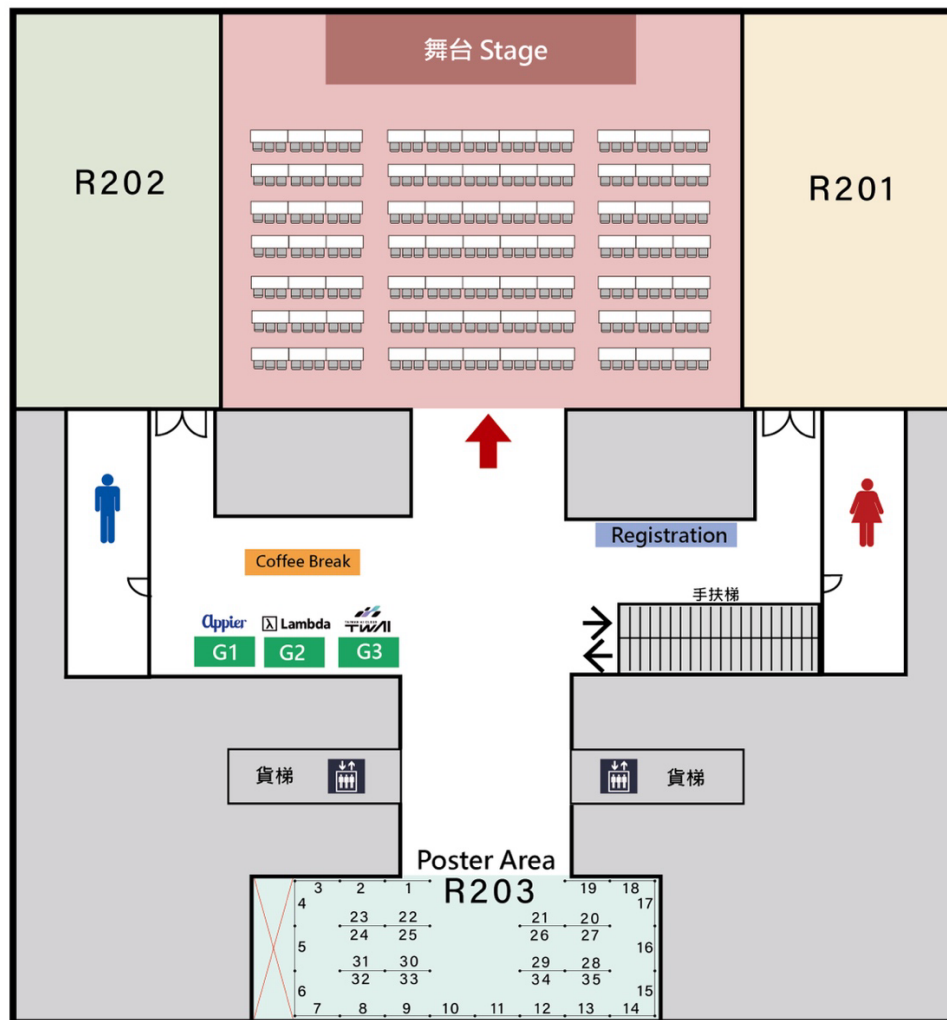 舞台 Stage
R202
R201
Registration
Coffee Break
手扶梯
Appier
Lambda
TAIWAN AI CLOUD
TWAI
G1
G2
G3
貨梯
貨梯
Poster Area
R203
3 2 1 19 18
4 17
23 22 21 20
24 25 26 27
5 16
31 30 29 28
32 33 34 35
6 15
7 8 9 10 11 12 13 14